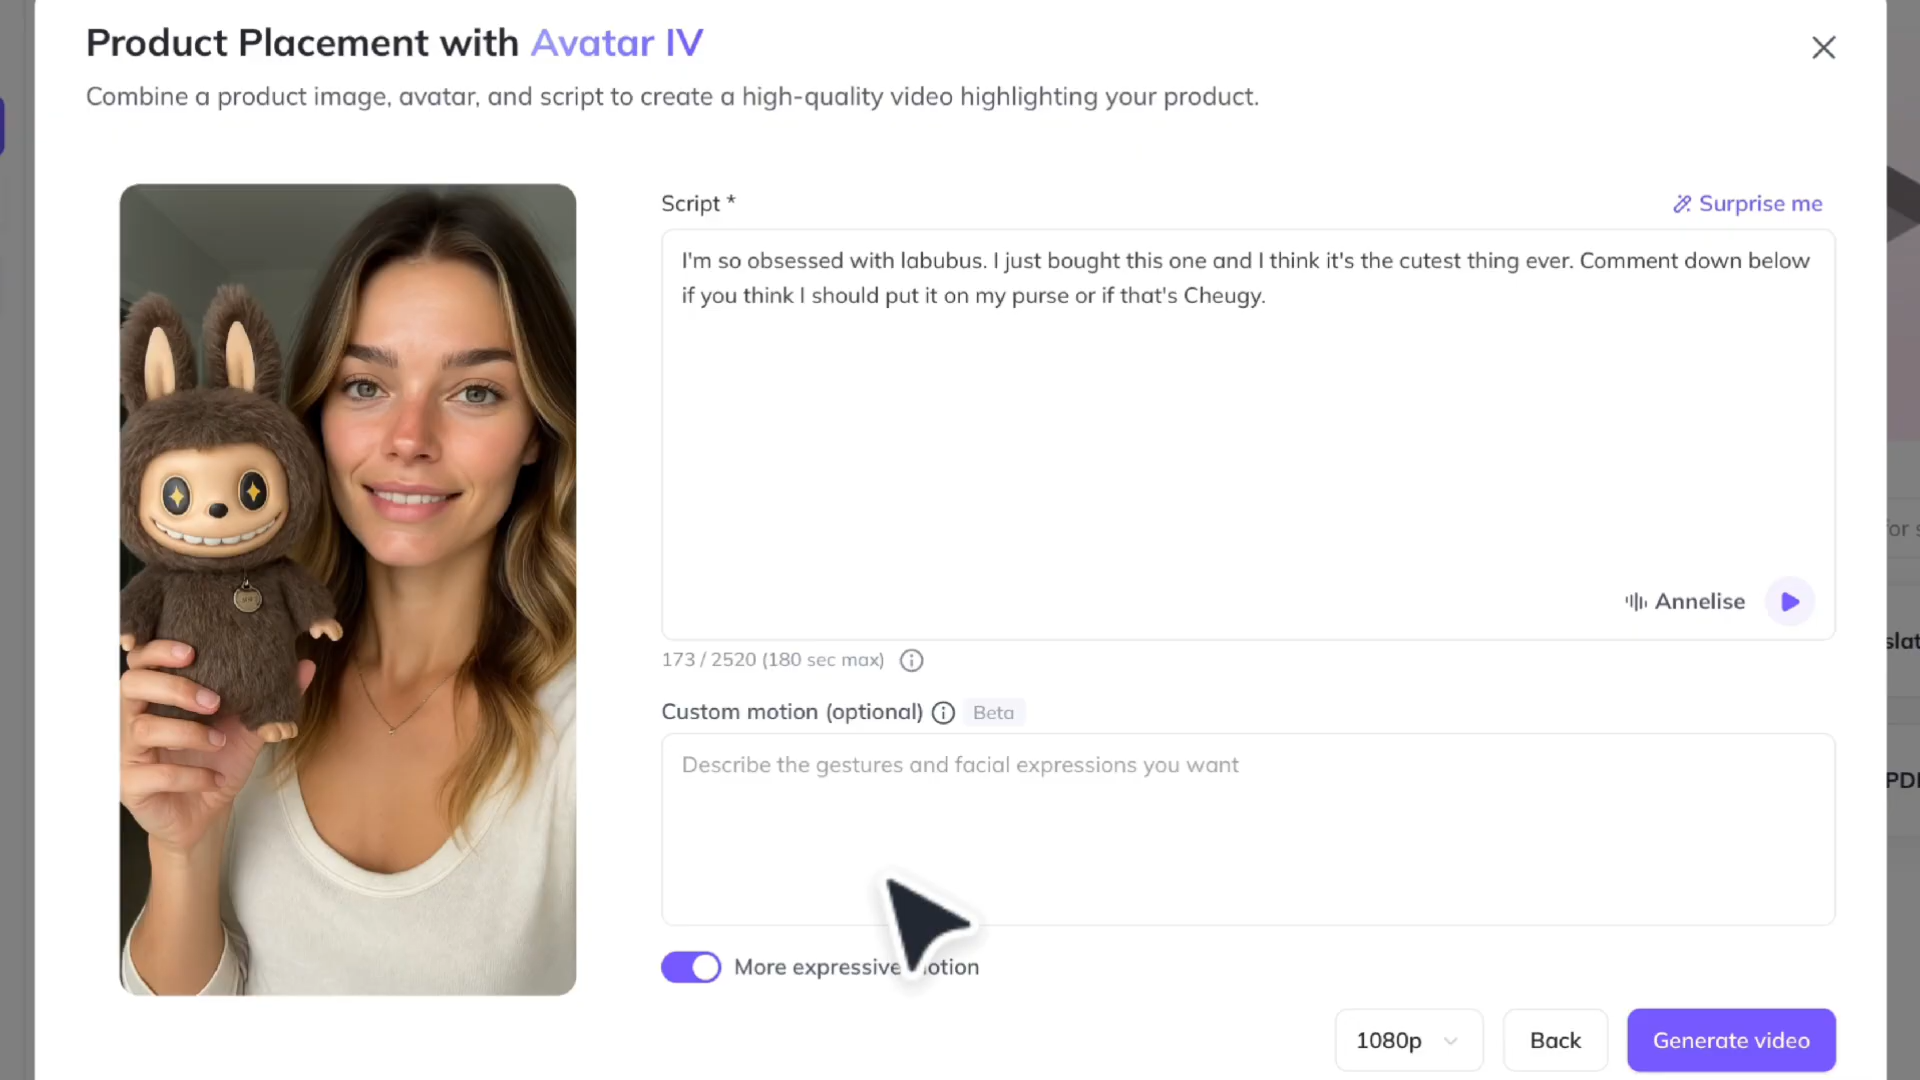 Product Placement with Avatar IV
Combine a product image, avatar, and script to create a high-quality video highlighting your product.
Script *
Surprise me
I'm so obsessed with labubus. I just bought this one and I think it's the cutest thing ever. Comment down below
if you think I should put it on my purse or if that's Cheugy.
Annelise
173 / 2520 (180 sec max)
Custom motion (optional)
Beta
Describe the gestures and facial expressions you want
More expressive
1080p
Back
Generate video